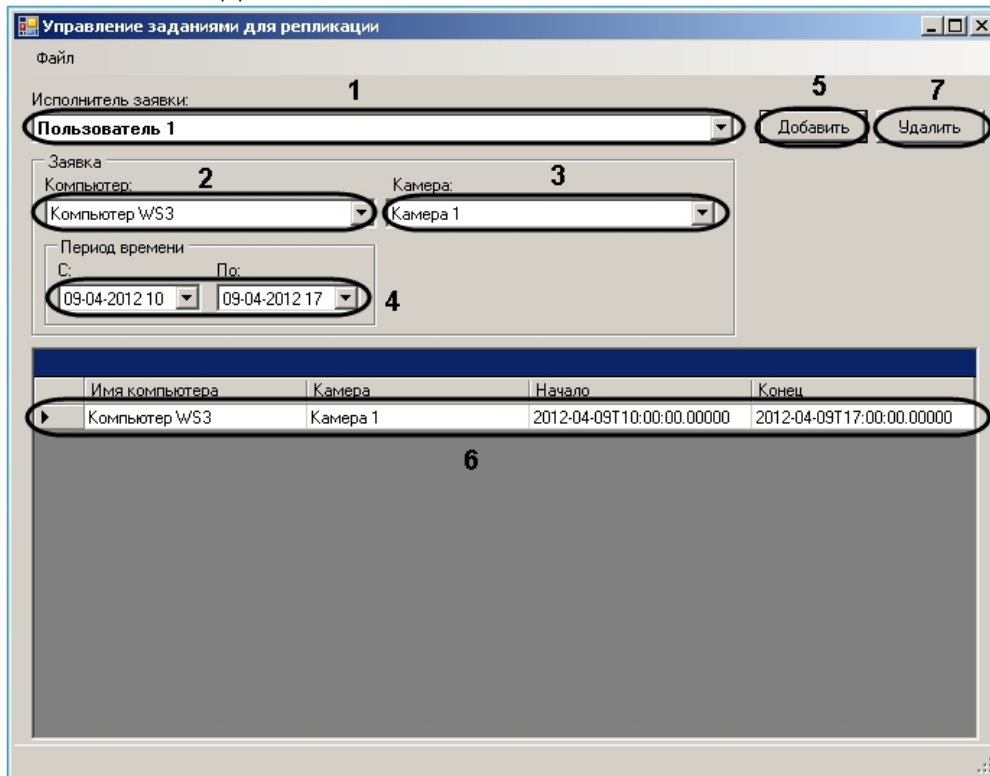 Управление заданиями для репликации
Файл
1
5
7
Исполнитель заявки:
Пользователь 1
Добавить
Удалить
Заявка
2
3
Компьютер:
Камера:
Компьютер WS3
Камера 1
Период времени
С:
По:
09-04-2012 10
09-04-2012 17
4
Имя компьютера
Камера
Начало
Конец
Компьютер WS3
Камера 1
2012-04-09T10:00:00.00000
2012-04-09T17:00:00.00000
6